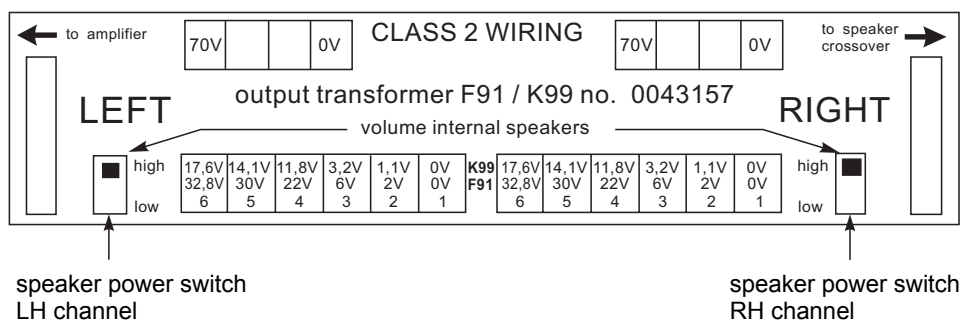 to amplifier
70V 0V
CLASS 2 WIRING
70V 0V
to speaker
crossover
output transformer F91 / K99 no. 0043157
LEFT
RIGHT
volume internal speakers
high
low
17,6V 14,1V 11,8V 3,2V 1,1V 0V K99 17,6V 14,1V 11,8V 3,2V 1,1V 0V
32,8V 30V 22V 6V 2V 0V F91 32,8V 30V 22V 6V 2V 0V
6 5 4 3 2 1 6 5 4 3 2 1
high
low
speaker power switch
LH channel
speaker power switch
RH channel